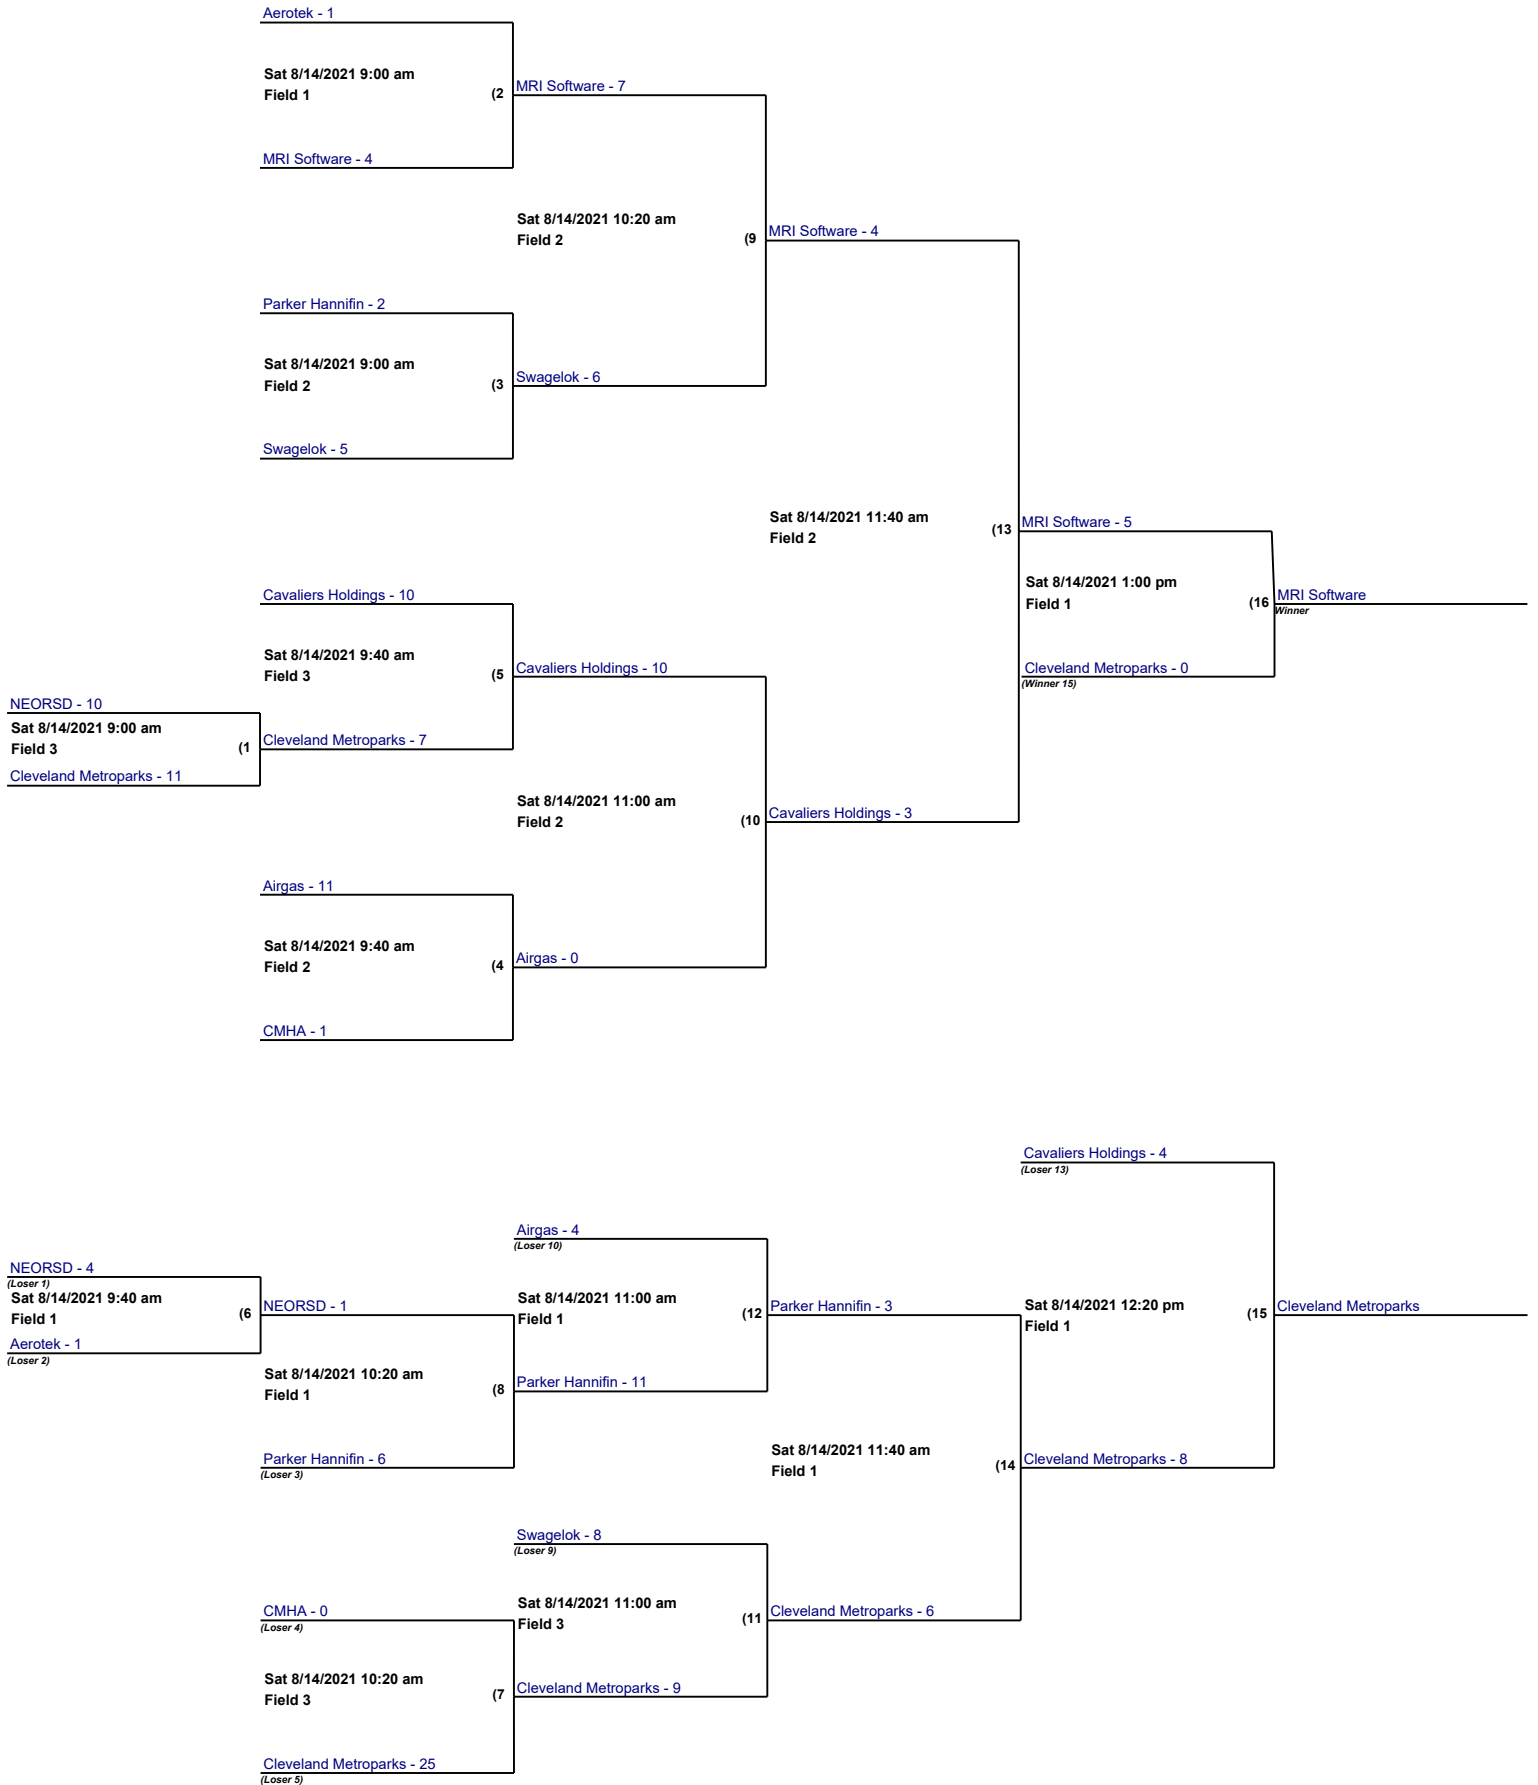 Aerotek - 1
Sat 8/14/2021 9:00 am
Field 1
(2
MRI Software - 7
MRI Software - 4
Sat 8/14/2021 10:20 am
Field 2
(9
MRI Software - 4
Parker Hannifin - 2
Sat 8/14/2021 9:00 am
Field 2
(3
Swagelok - 6
Swagelok - 5
Sat 8/14/2021 11:40 am
Field 2
(13
MRI Software - 5
Sat 8/14/2021 1:00 pm
Field 1
(16
MRI Software
Winner
Cavaliers Holdings - 10
Sat 8/14/2021 9:40 am
Field 3
(5
Cavaliers Holdings - 10
Cleveland Metroparks - 0
(Winner 15)
NEORSD - 10
Sat 8/14/2021 9:00 am
Field 3
(1
Cleveland Metroparks - 7
Cleveland Metroparks - 11
Sat 8/14/2021 11:00 am
Field 2
(10
Cavaliers Holdings - 3
Airgas - 11
Sat 8/14/2021 9:40 am
Field 2
(4
Airgas - 0
CMHA - 1
Cavaliers Holdings - 4
(Loser 13)
Airgas - 4
(Loser 10)
NEORSD - 4
(Loser 1)
Sat 8/14/2021 9:40 am
Field 1
(6
NEORSD - 1
Sat 8/14/2021 11:00 am
Field 1
(12
Parker Hannifin - 3
Sat 8/14/2021 12:20 pm
Field 1
(15
Cleveland Metroparks
Aerotek - 1
(Loser 2)
Sat 8/14/2021 10:20 am
Field 1
(8
Parker Hannifin - 11
Parker Hannifin - 6
(Loser 3)
Sat 8/14/2021 11:40 am
Field 1
(14
Cleveland Metroparks - 8
Swagelok - 8
(Loser 9)
CMHA - 0
(Loser 4)
Sat 8/14/2021 11:00 am
Field 3
(11
Cleveland Metroparks - 6
Sat 8/14/2021 10:20 am
Field 3
(7
Cleveland Metroparks - 9
Cleveland Metroparks - 25
(Loser 5)